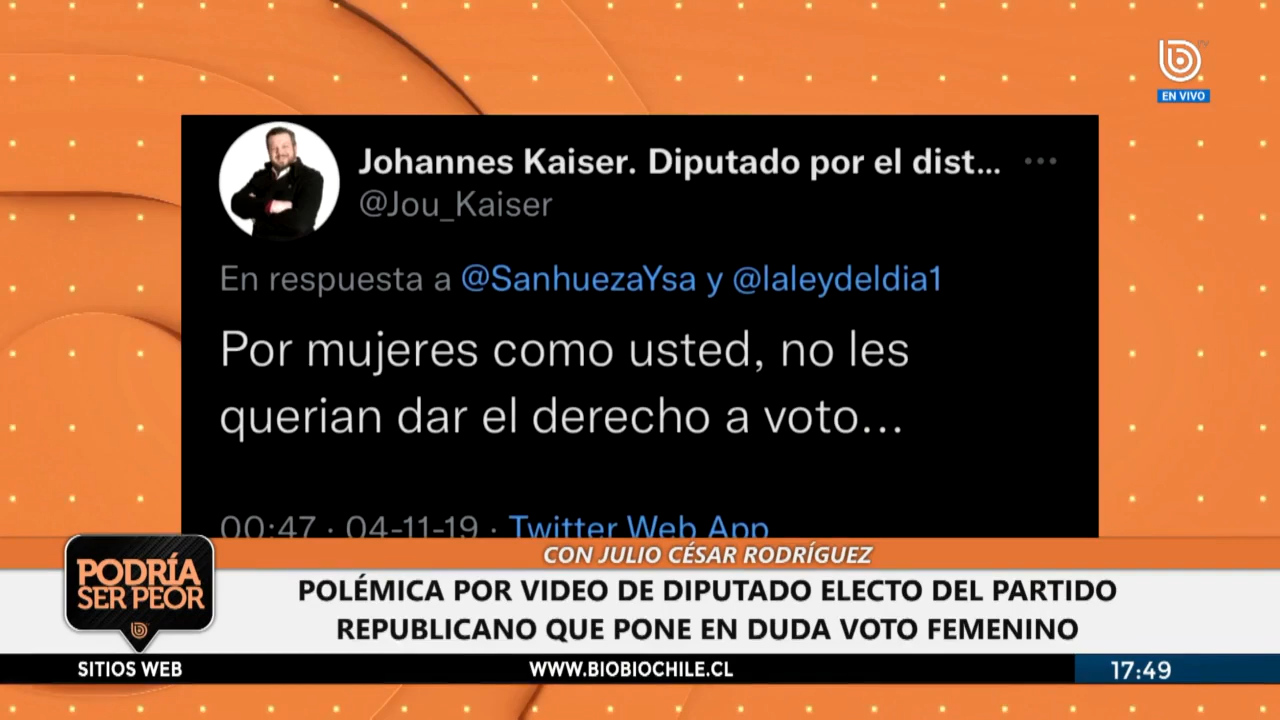 EN VIVO
Johannes Kaiser. Diputado por el dist...
@Jou_Kaiser
En respuesta a @SanhuezaYsa y @laleydeldia1
Por mujeres como usted, no les
querian dar el derecho a voto...
00:47 · 04-11-19 · Twitter Web App
CON JULIO CÉSAR RODRÍGUEZ
PODRÍA
SER PEOR
POLÉMICA POR VIDEO DE DIPUTADO ELECTO DEL PARTIDO
REPUBLICANO QUE PONE EN DUDA VOTO FEMENINO
SITIOS WEB
WWW.BIOBIOCHILE.CL
17:49